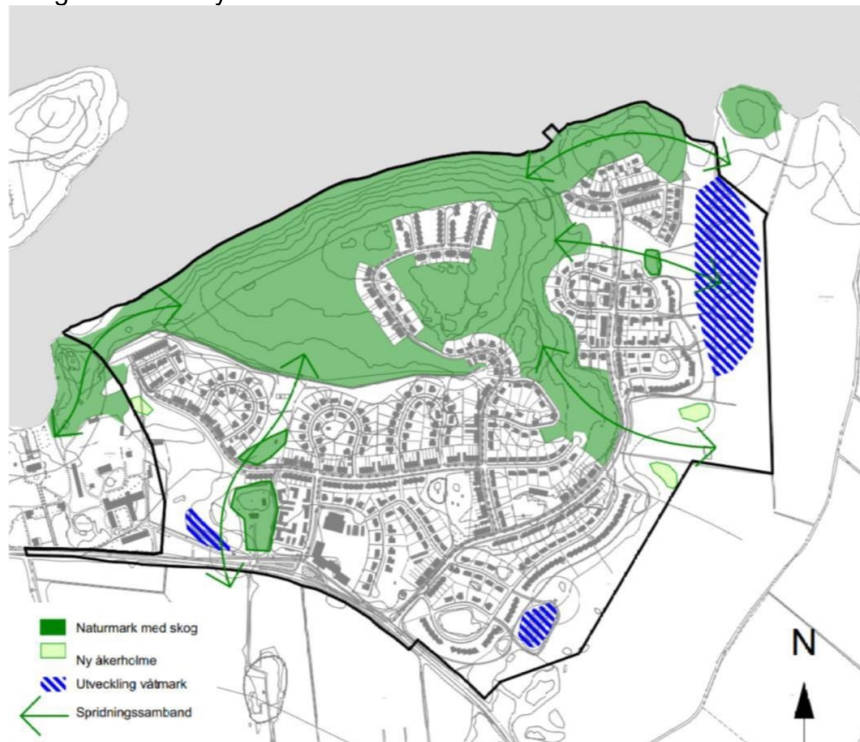 Naturmark med skog
Ny åkerholme
Utveckling våtmark
Spridningssamband
N